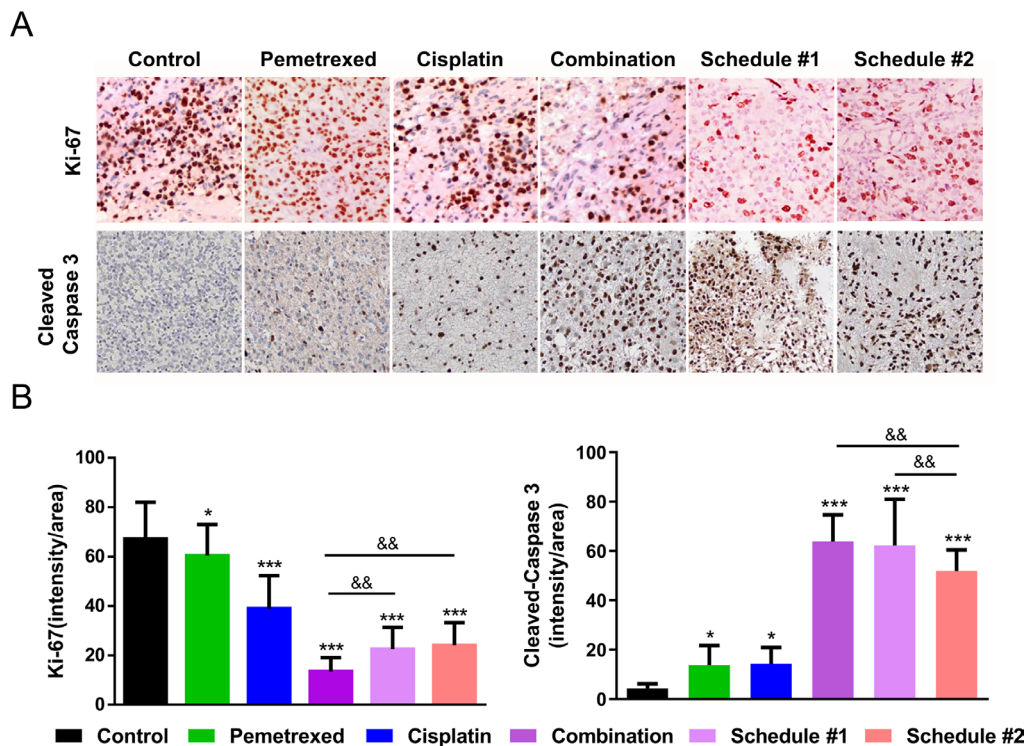 A
Control Pemetrexed Cisplatin Combination Schedule #1 Schedule #2
Ki-67
Cleaved
Caspase 3
B
Ki-67(intensity/area)
100
80
60
40
20
0
*
***
***
***
***
&&
&&
Cleaved-Caspase 3
(intensity/area)
100
80
60
40
20
0
*
*
***
***
***
&&
&&
Control Pemetrexed Cisplatin Combination Schedule #1 Schedule #2